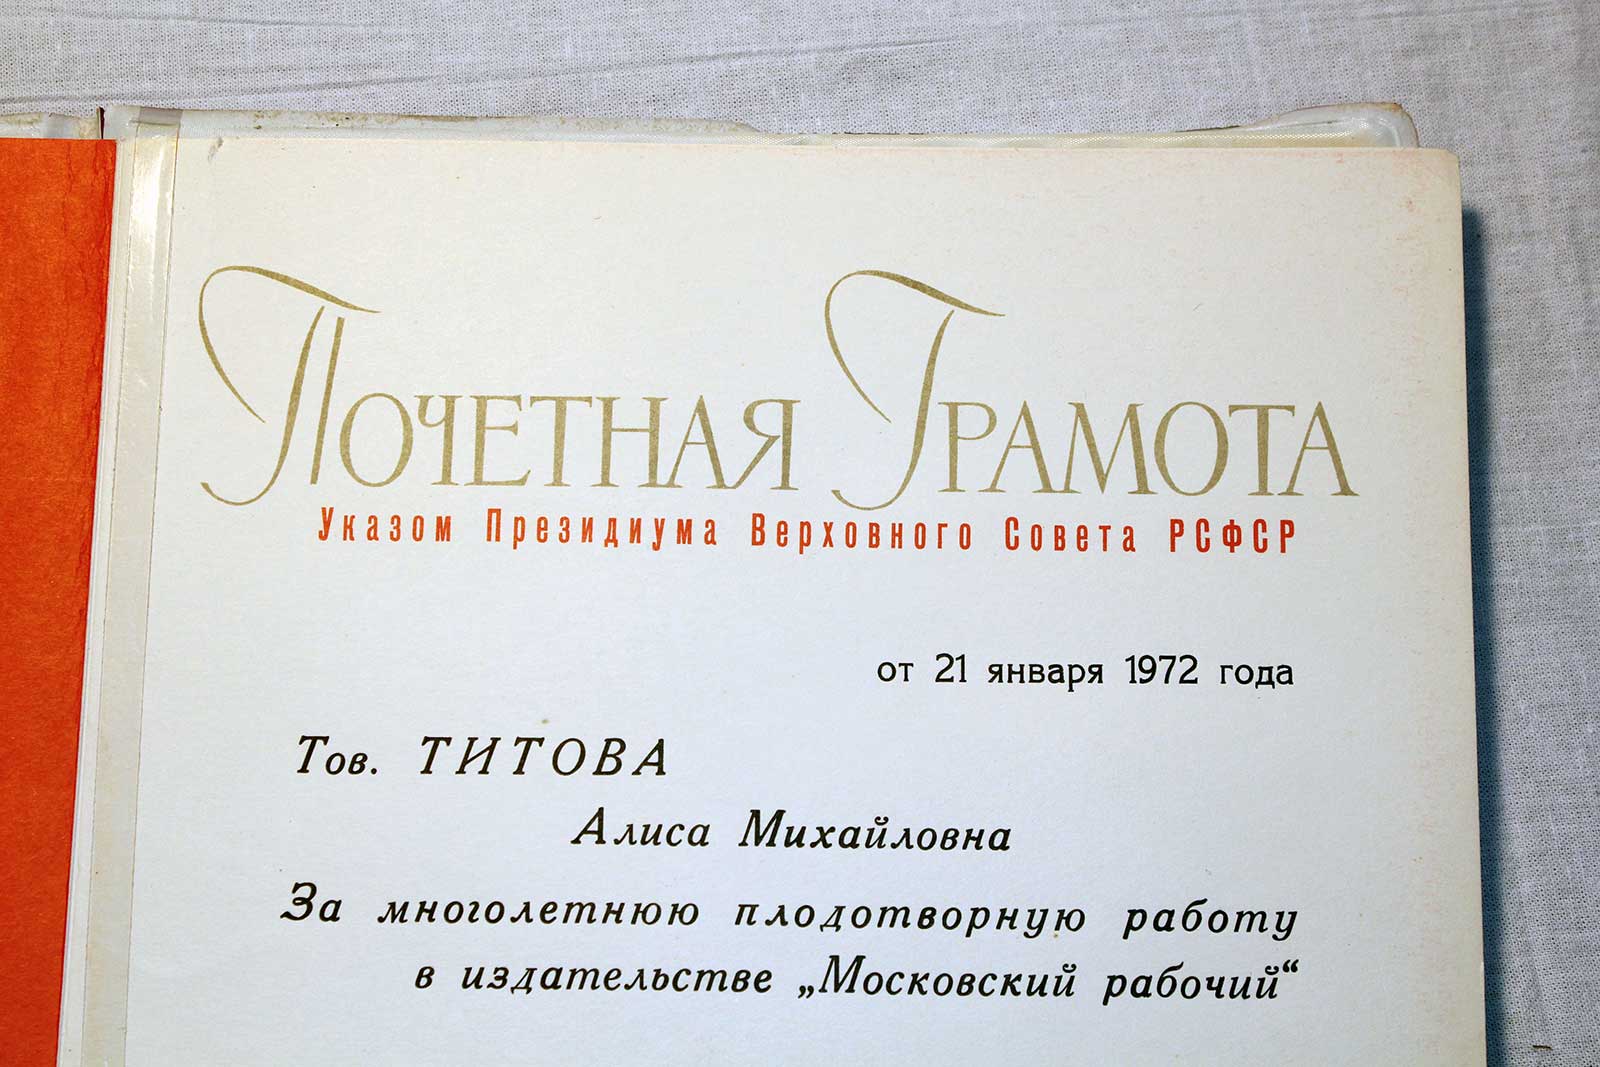 Почетная Грамота
Указом Президиума Верховного Совета РСФСР
от 21 января 1972 года
Тов. ТИТОВА
Алиса Михайловна
За многолетнюю плодотворную работу
в издательстве „Московский рабочий“